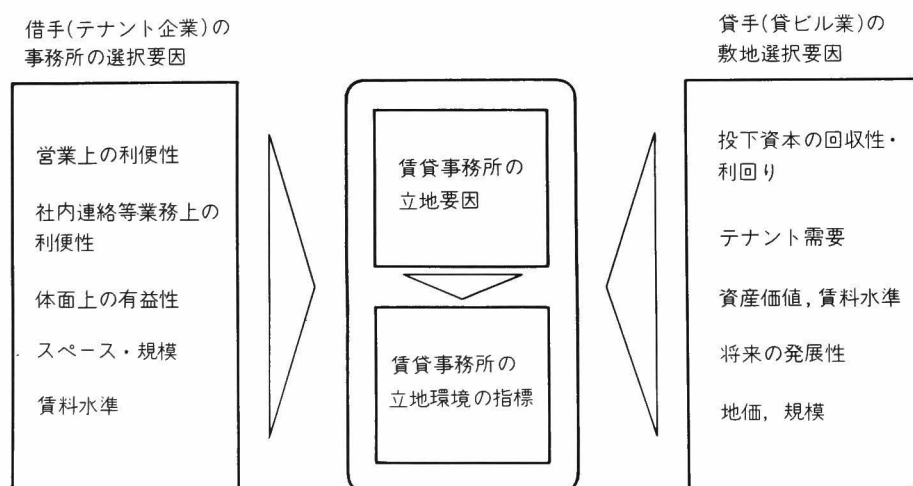 借手(テナント企業)の
事務所の選択要因
営業上の利便性
社内連絡等業務上の
利便性
体面上の有益性
スペース・規模
賃料水準
賃貸事務所の
立地要因
賃貸事務所の
立地環境の指標
貸手(貸ビル業)の
敷地選択要因
投下資本の回収性・
利回り
テナント需要
資産価値, 賃料水準
将来の発展性
地価, 規模